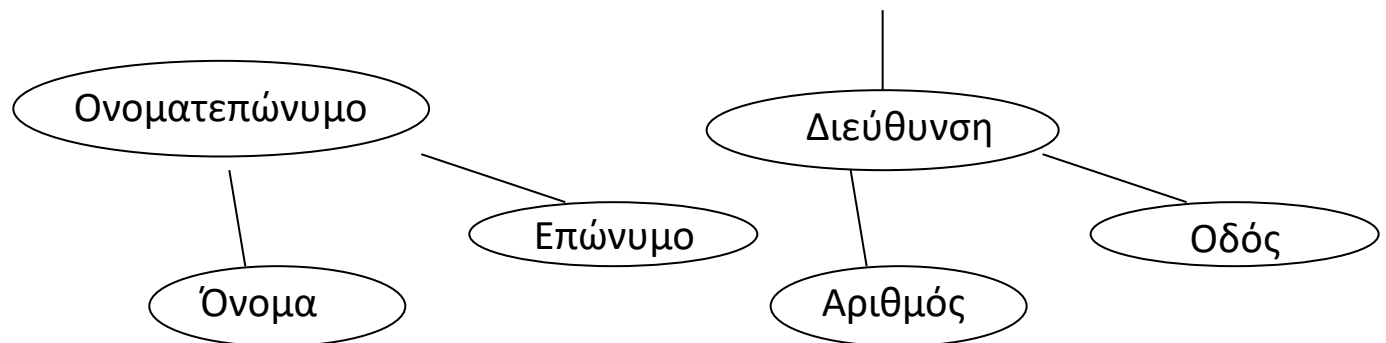 Ονοματεπώνυμο
Διεύθυνση
Επώνυμο
Οδός
Όνομα
Αριθμός